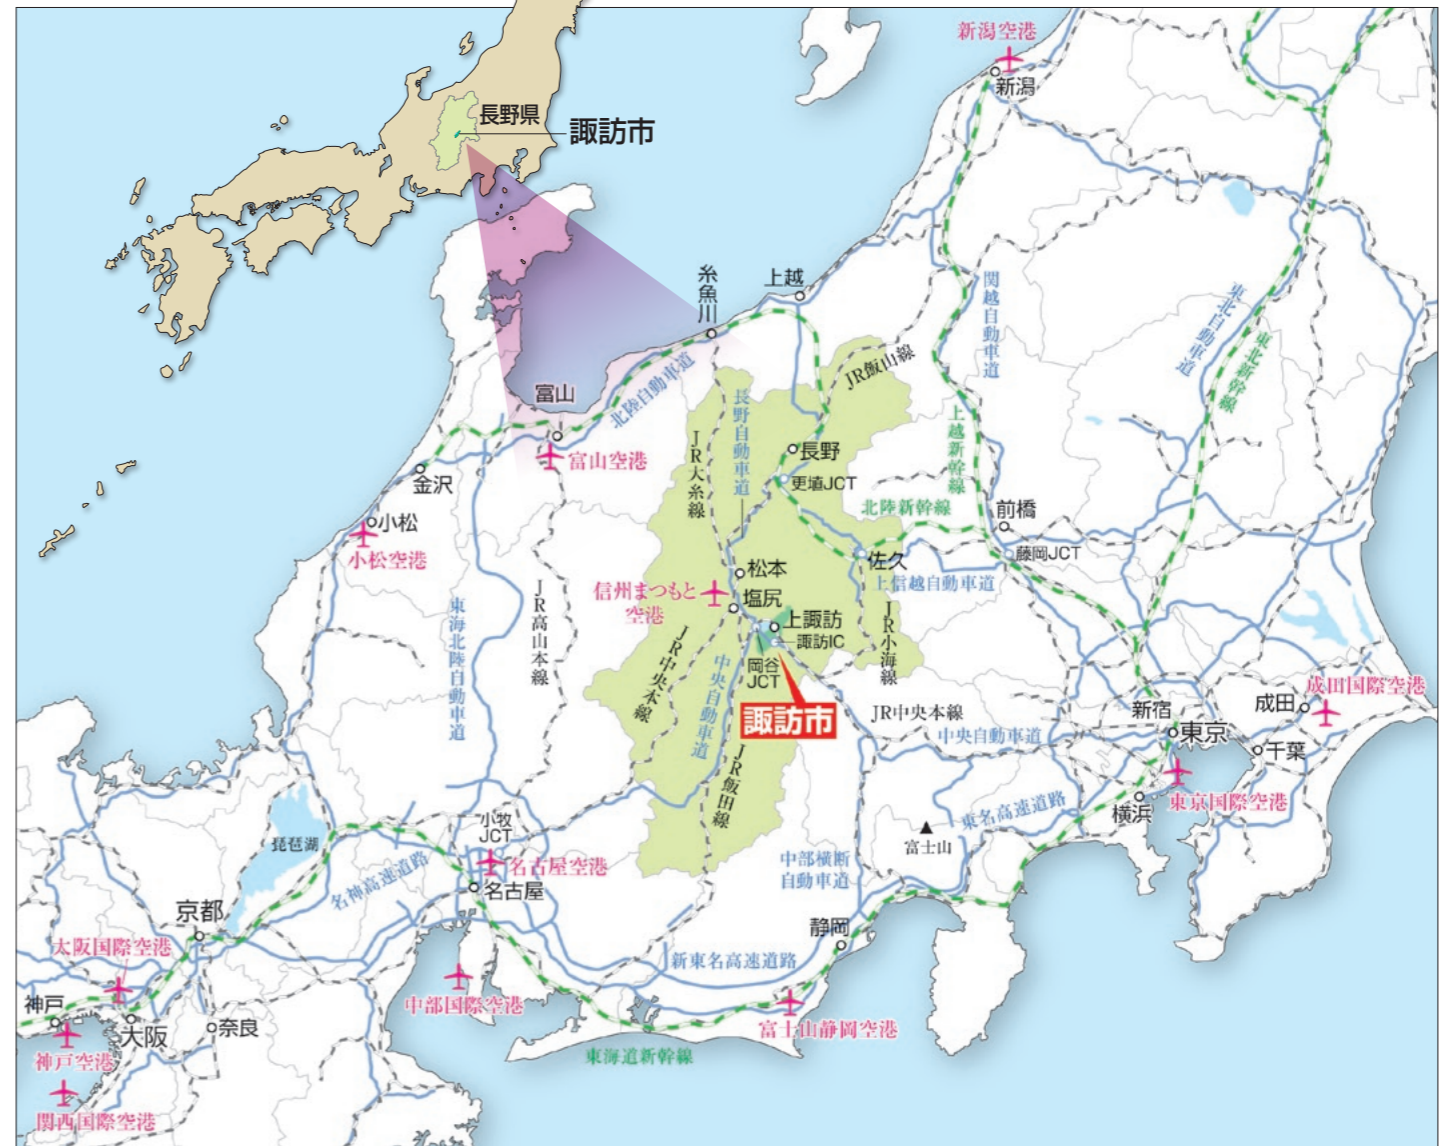 新潟空港
新潟
長野県
諏訪市
糸魚川
上越
関越自動車道
東北自動車道
東北新幹線
JR飯山線
北陸自動車道
富山
富山空港
長野自動車道
JR大糸線
上越新幹線
長野
更埴JCT
北陸新幹線
金沢
小松
小松空港
前橋
藤岡JCT
佐久
上信越自動車道
松本
信州まつもと
空港
塩尻
上諏訪
諏訪IC
岡谷
JCT
JR小海線
JR高山本線
東海北陸自動車道
JR中央本線
中央自動車道
諏訪市
JR飯田線
JR中央本線
中央自動車道
新宿
東京
成田
成田国際空港
千葉
東京国際空港
横浜
東名高速道路
富士山
小牧
JCT
名古屋空港
名古屋
琵琶湖
名神高速道路
中部横断
自動車道
京都
静岡
大阪国際空港
新東名高速道路
中部国際空港
富士山静岡空港
神戸
大阪
奈良
神戸空港
関西国際空港
東海道新幹線